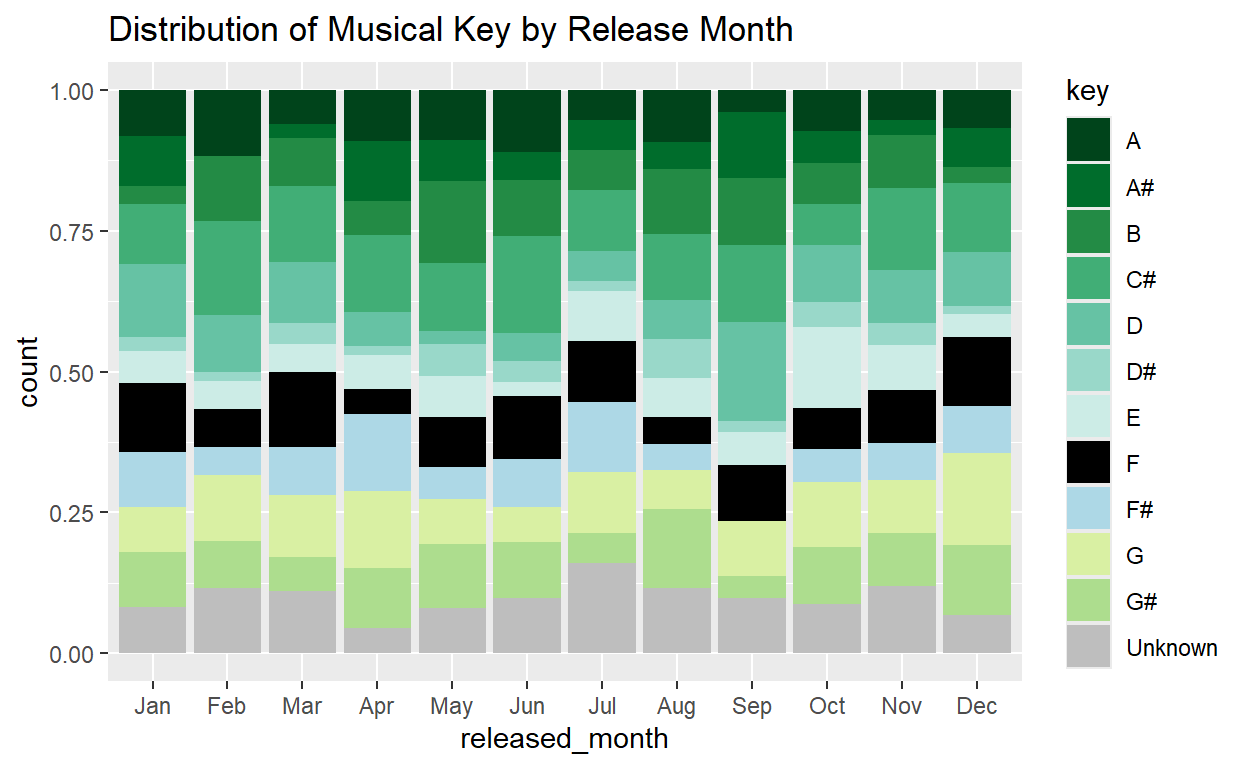 Distribution of Musical Key by Release Month
count
1.00
0.75
0.50
0.25
0.00
Jan Feb Mar Apr May Jun Jul Aug Sep Oct Nov Dec
released_month
key
A
A#
B
C#
D
D#
E
F
F#
G
G#
Unknown